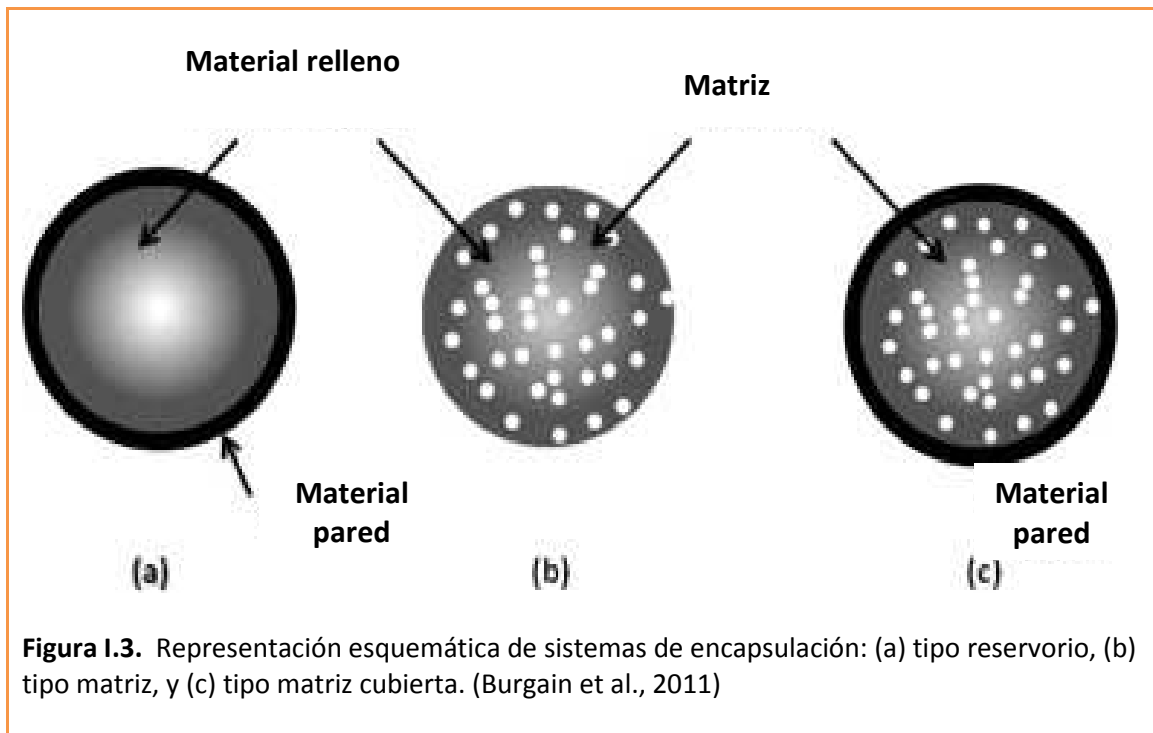 Material relleno
Matriz
Material
pared
Material
pared
(a)
(b)
(c)
Figura I.3. Representación esquemática de sistemas de encapsulación: (a) tipo reservorio, (b)
tipo matriz, y (c) tipo matriz cubierta. (Burgain et al., 2011)